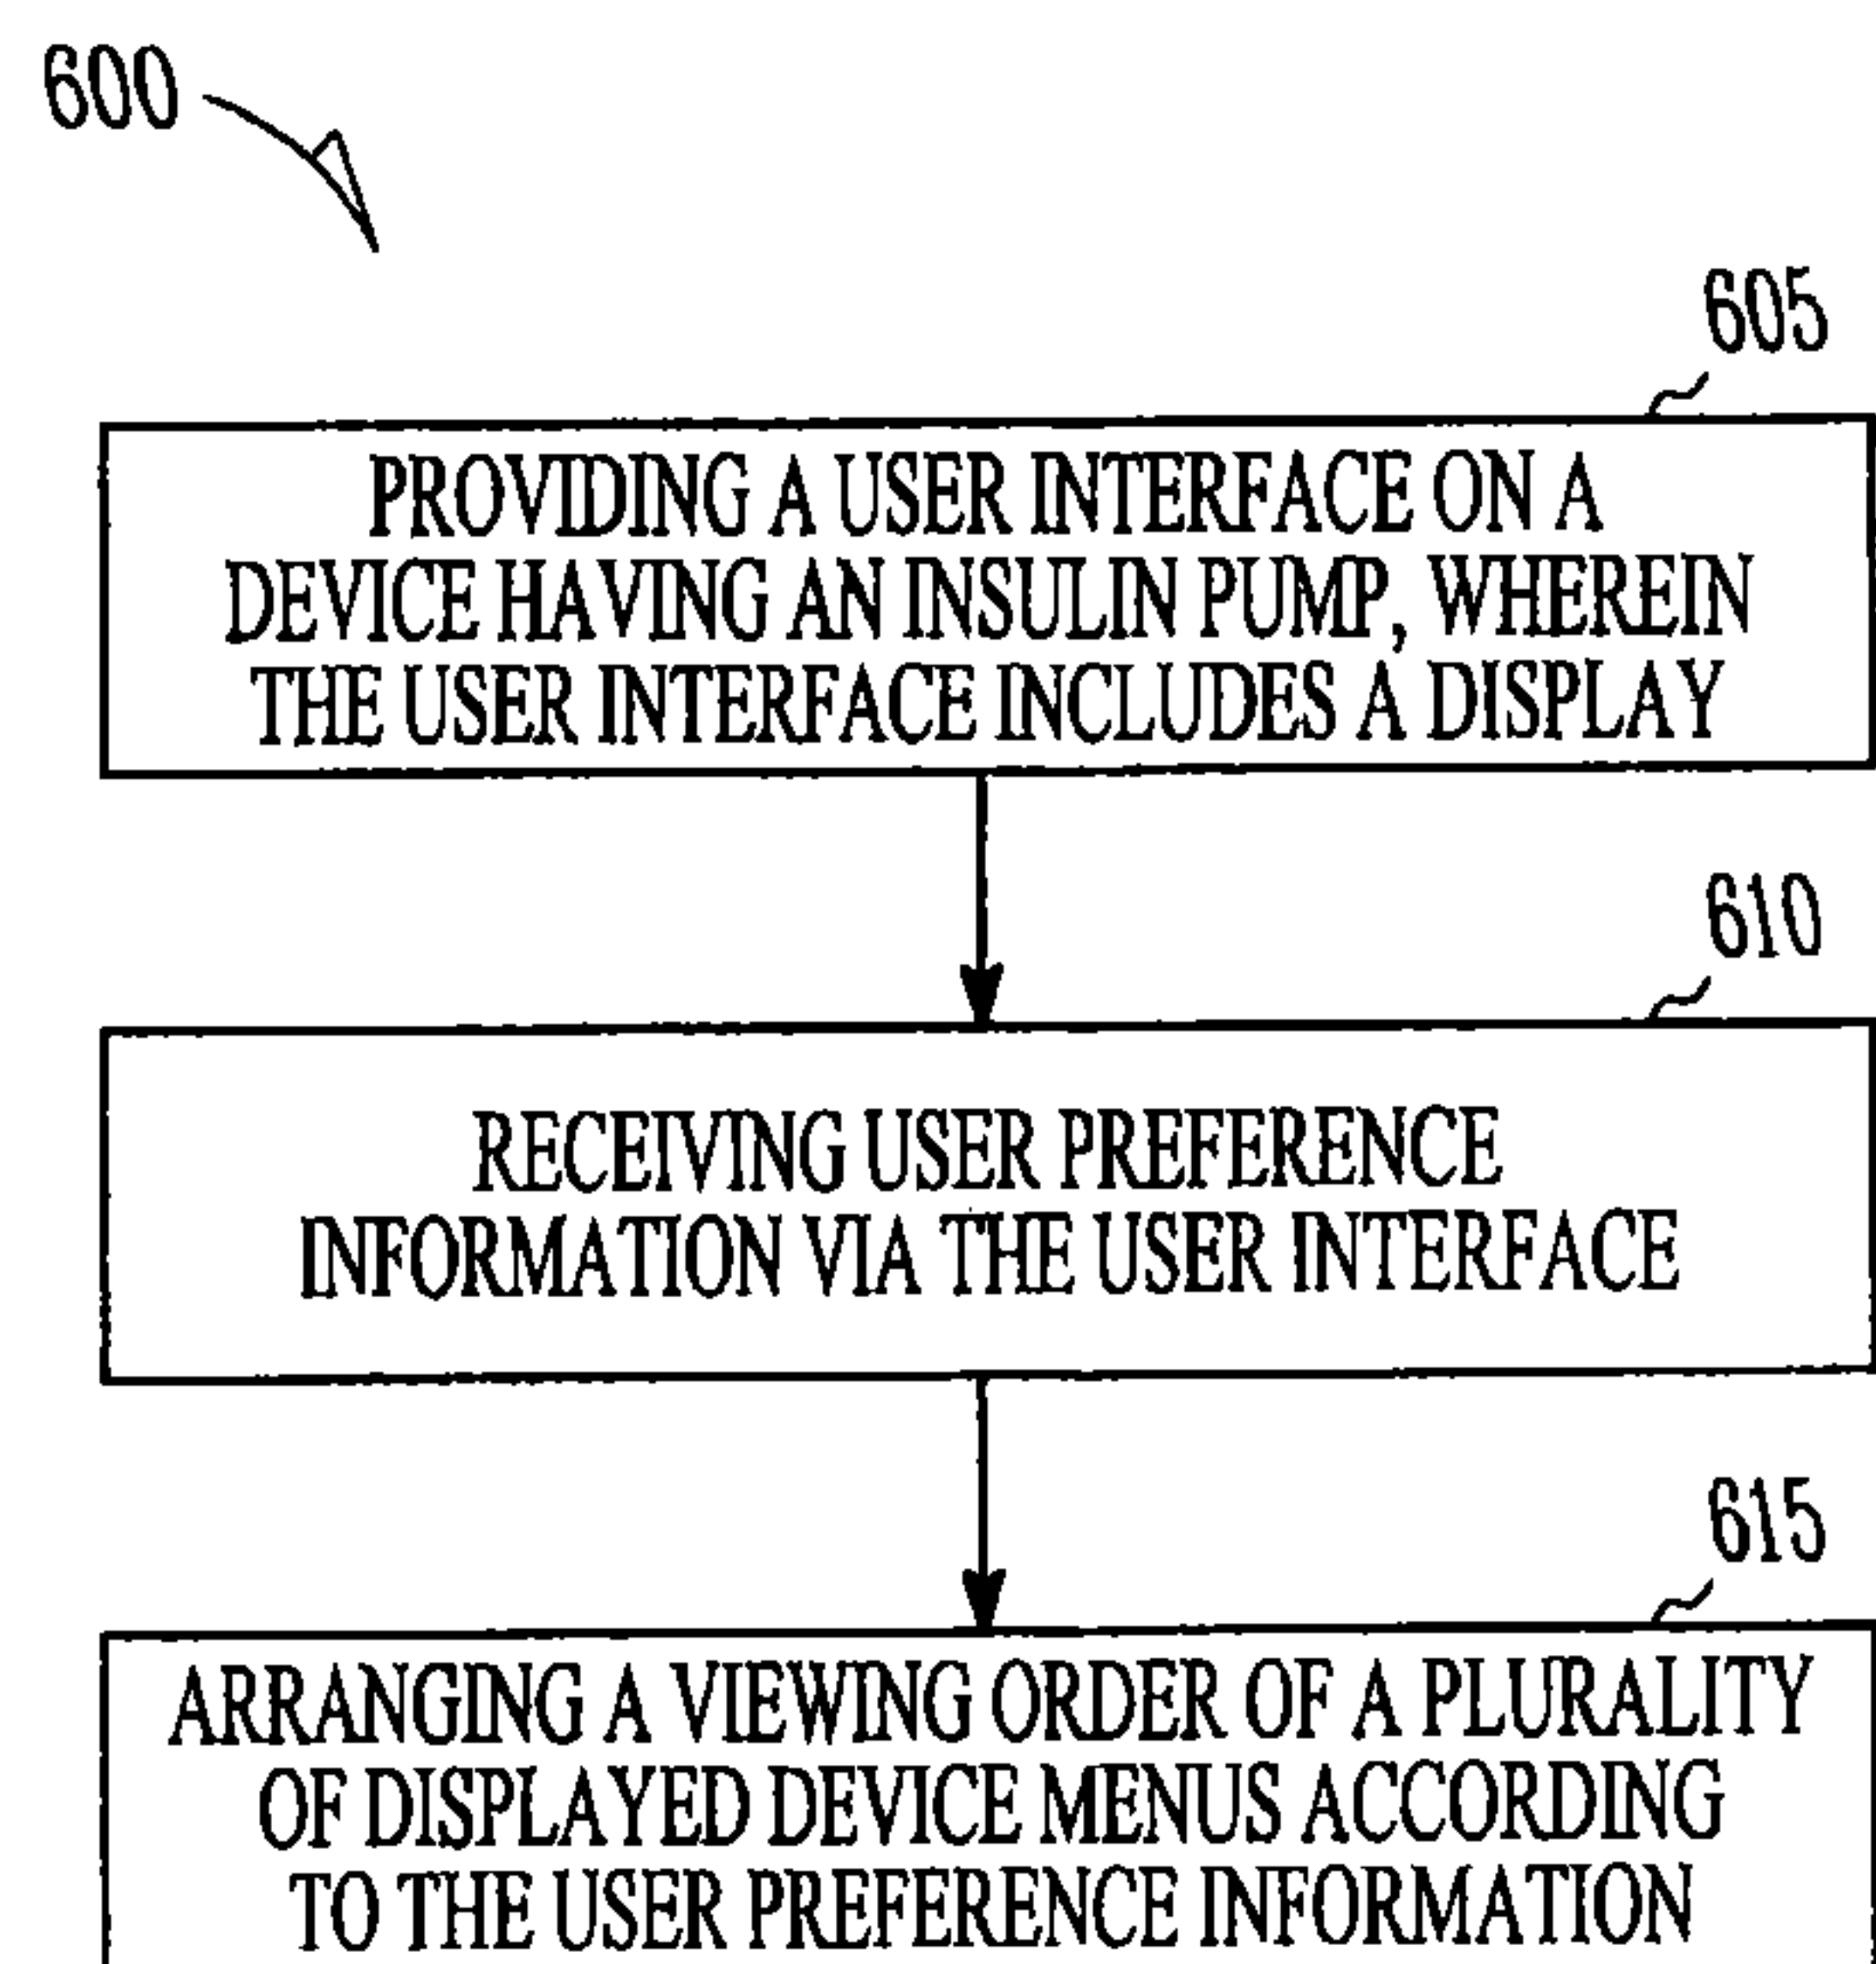 600
605
PROVIDING A USER INTERFACE ON A
DEVICE HAVING AN INSULIN PUMP, WHEREIN
THE USER INTERFACE INCLUDES A DISPLAY
610
RECEIVING USER PREFERENCE
INFORMATION VIA THE USER INTERFACE
615
ARRANGING A VIEWING ORDER OF A PLURALITY
OF DISPLAYED DEVICE MENUS ACCORDING
TO THE USER PREFERENCE INFORMATION